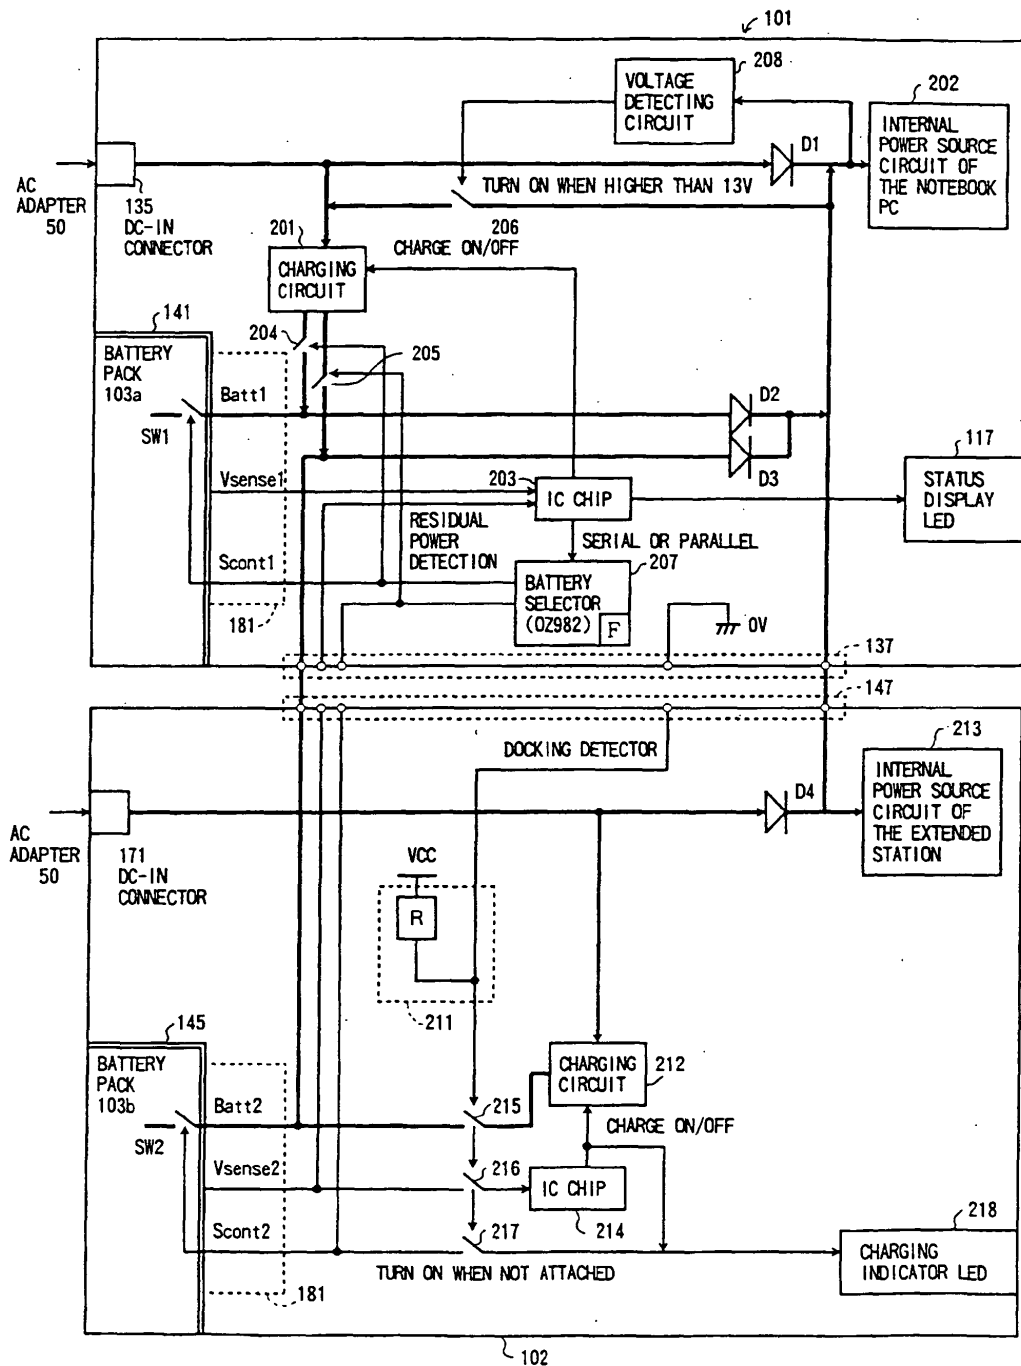 101
208
VOLTAGE
DETECTING
CIRCUIT
202
INTERNAL
POWER SOURCE
CIRCUIT OF
THE NOTEBOOK
PC
D1
AC
ADAPTER
50
135
DC-IN
CONNECTOR
TURN ON WHEN HIGHER THAN 13V
206
201
CHARGE ON/OFF
CHARGING
CIRCUIT
141
204
205
BATTERY
PACK
103a
Batt1
D2
SW1
D3
117
Vsense1
203
IC CHIP
STATUS
DISPLAY
LED
RESIDUAL
POWER
DETECTION
SERIAL OR PARALLEL
207
Scont1
BATTERY
SELECTOR
(OZ982)
F
181
0V
137
147
DOCKING DETECTOR
213
INTERNAL
POWER SOURCE
CIRCUIT OF
THE EXTENDED
STATION
D4
AC
ADAPTER
50
171
DC-IN
CONNECTOR
VCC
R
211
145
BATTERY
PACK
103b
CHARGING
CIRCUIT
212
Batt2
215
CHARGE ON/OFF
SW2
Vsense2
216
IC CHIP
214
Scont2
217
218
TURN ON WHEN NOT ATTACHED
CHARGING
INDICATOR LED
181
102